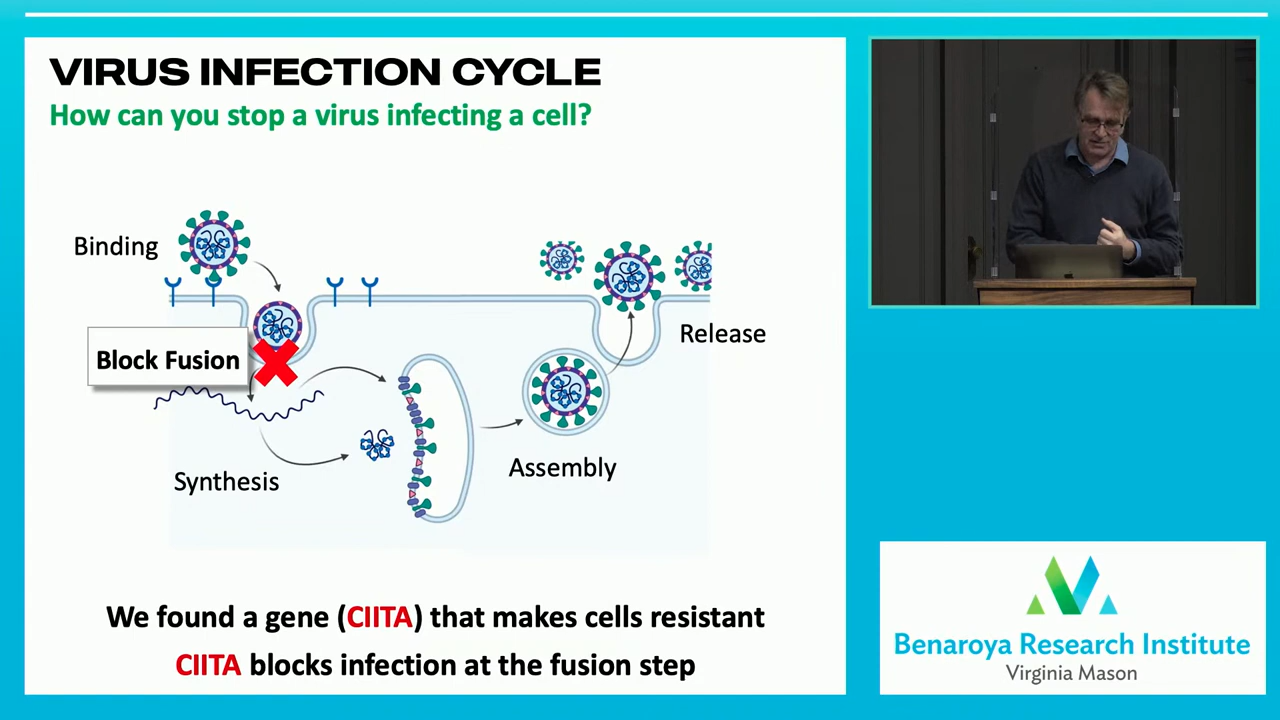 VIRUS INFECTION CYCLE
How can you stop a virus infecting a cell?
Binding
Release
Block Fusion
Assembly
Synthesis
We found a gene (CIITA) that makes cells resistant
CIITA blocks infection at the fusion step
Benaroya Research Institute
Virginia Mason